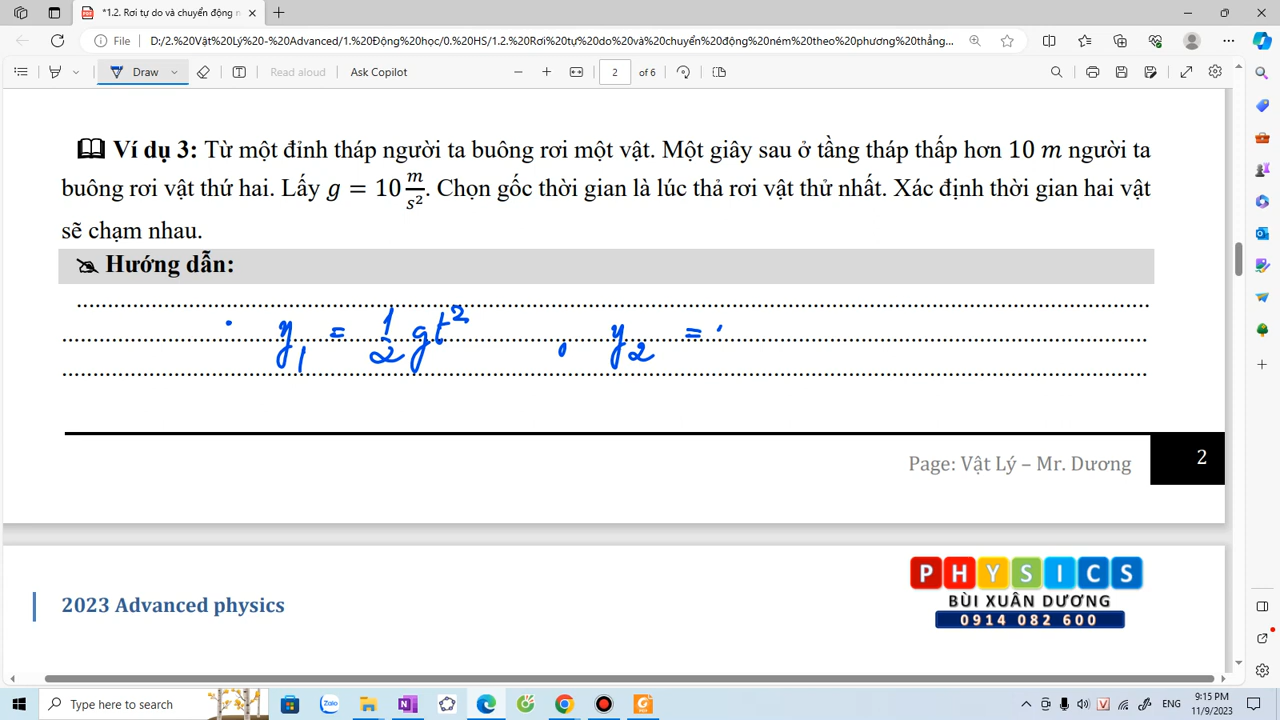 *1.2. Rơi tự do và chuyển động n
File
D:/2.%20Vật%20Lý%20-%20Advanced/1.%20Động%20học/0.%20HS/1.2.%20Rơi%20tự%20do%20và%20chuyển%20động%20ném%20theo%20phương%20thẳng...
Draw
Read aloud
Ask Copilot
2 of 6
Ví dụ 3: Từ một đỉnh tháp người ta buông rơi một vật. Một giây sau ở tầng tháp thấp hơn 10 m người ta
buông rơi vật thứ hai. Lấy g = 10 m/s². Chọn gốc thời gian là lúc thả rơi vật thử nhất. Xác định thời gian hai vật
sẽ chạm nhau.
Hướng dẫn:
y₁ = 1/2 gt² y₂ =
Page: Vật Lý – Mr. Dương
2
PHYSICS
BÙI XUÂN DƯƠNG
2023 Advanced physics
0914 082 600
Type here to search
Zalo
ENG
9:15 PM
11/9/2023